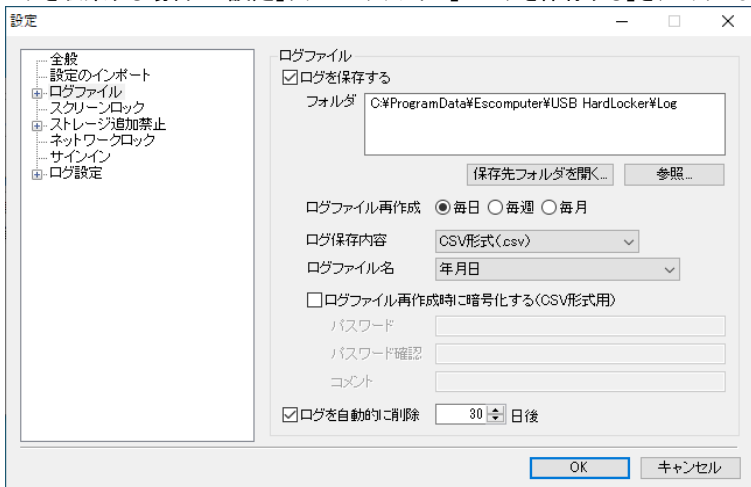 設定
全般
設定のインポート
ログファイル
スクリーンロック
ストレージ追加禁止
ネットワークロック
サインイン
ログ設定
ログファイル
ログを保存する
フォルダ C:¥ProgramData¥Escomputer¥USB HardLocker¥Log
保存先フォルダを開く... 参照...
ログファイル再作成 毎日 毎週 毎月
ログ保存内容 CSV形式(.csv)
ログファイル名 年月日
ログファイル再作成時に暗号化する(CSV形式用)
パスワード
パスワード確認
コメント
ログを自動的に削除 30 日後
OK キャンセル